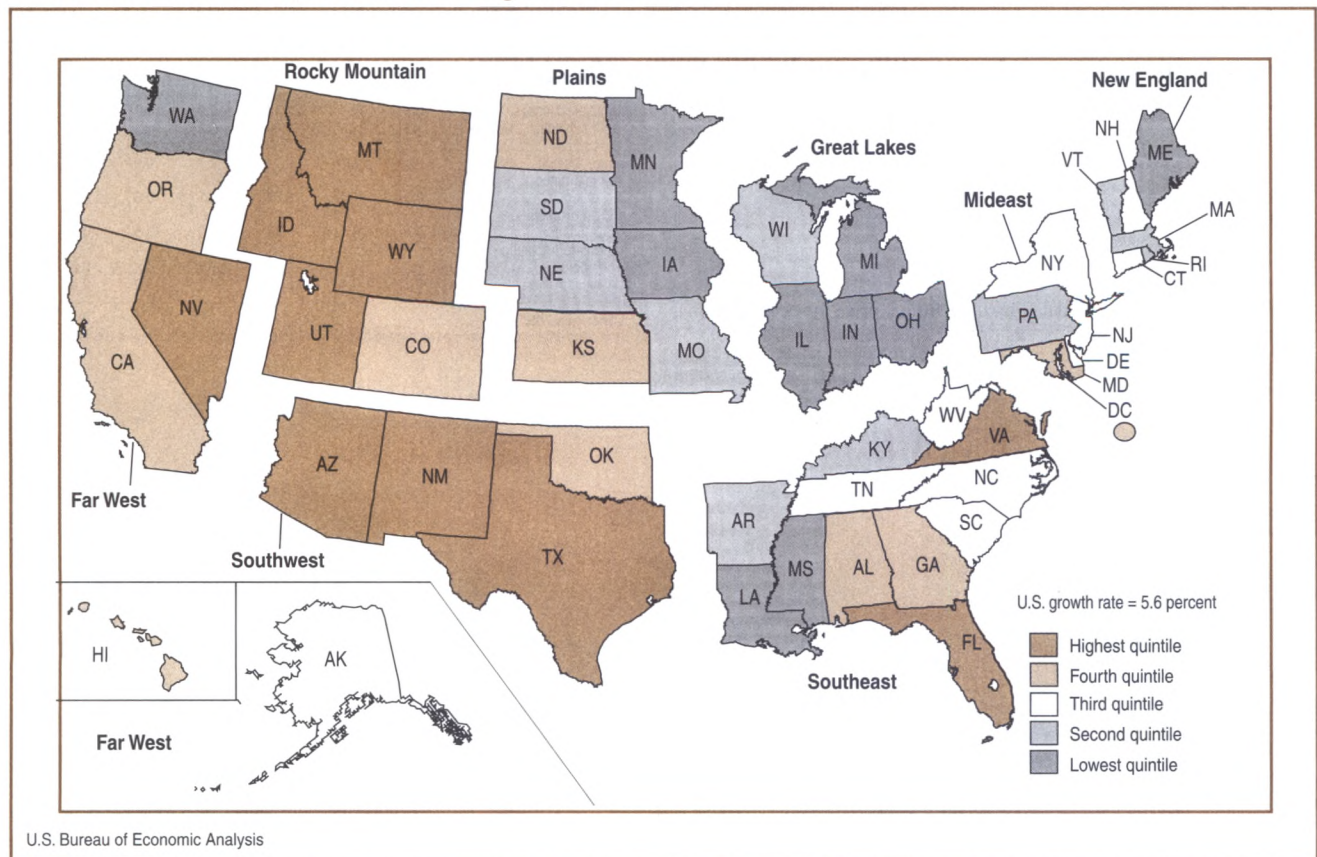 Rocky Mountain
Plains
New England
WA
MT
ND
MN
NH
ME
Great Lakes
VT
OR
ID
SD
WI
Mideast
MA
WY
IA
MI
NY
RI
CT
NV
NE
PA
UT
CO
IL
IN
OH
NJ
CA
KS
MO
DE
MD
DC
WV
VA
KY
AZ
NM
OK
TN
NC
Far West
AR
SC
Southwest
TX
MS
AL
GA
LA
U.S. growth rate = 5.6 percent
HI
AK
FL
Highest quintile
Southeast
Fourth quintile
Third quintile
Far West
Second quintile
Lowest quintile
U.S. Bureau of Economic Analysis